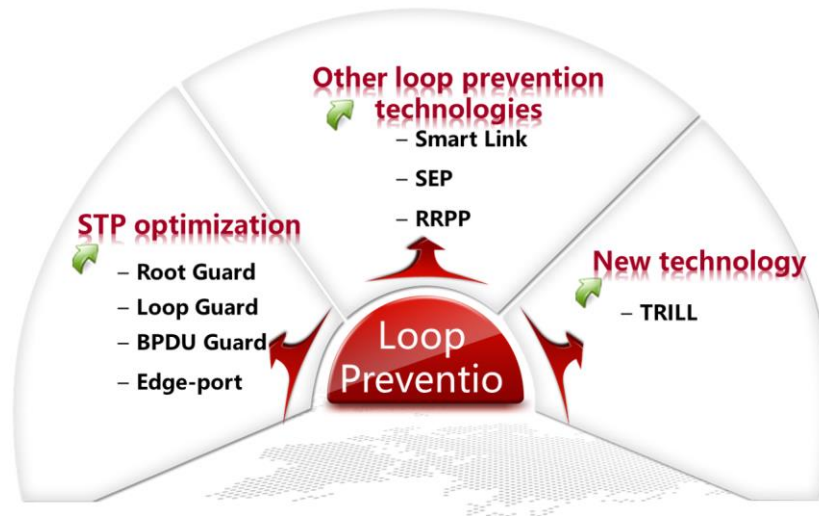 Other loop prevention
technologies
– Smart Link
– SEP
– RRPP
STP optimization
– Root Guard
– Loop Guard
– BPDU Guard
– Edge-port
New technology
– TRILL
Loop
Preventio